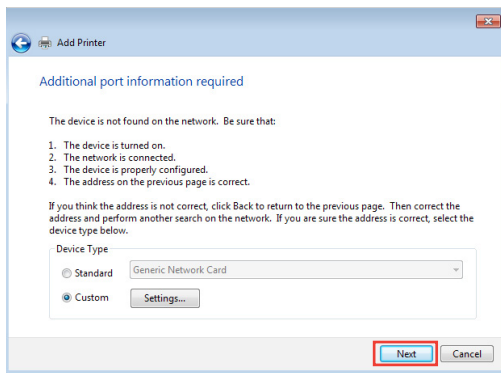 Add Printer
Additional port information required
The device is not found on the network. Be sure that:
1. The device is turned on.
2. The network is connected.
3. The device is properly configured.
4. The address on the previous page is correct.
If you think the address is not correct, click Back to return to the previous page. Then correct the
address and perform another search on the network. If you are sure the address is correct, select the
device type below.
Device Type
Standard Generic Network Card
Custom Settings...
Next Cancel